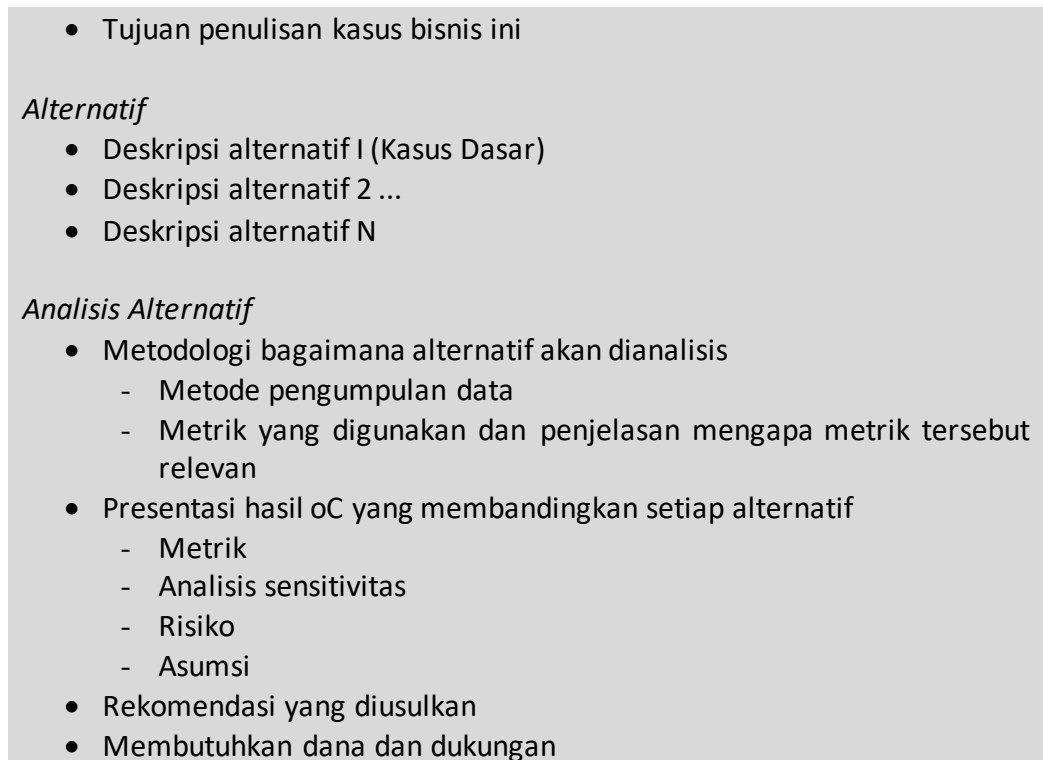 • Tujuan penulisan kasus bisnis ini
Alternatif
• Deskripsi alternatif I (Kasus Dasar)
• Deskripsi alternatif 2 ...
• Deskripsi alternatif N
Analisis Alternatif
• Metodologi bagaimana alternatif akan dianalisis
- Metode pengumpulan data
- Metrik yang digunakan dan penjelasan mengapa metrik tersebut
relevan
• Presentasi hasil oC yang membandingkan setiap alternatif
- Metrik
- Analisis sensitivitas
- Risiko
- Asumsi
• Rekomendasi yang diusulkan
• Membutuhkan dana dan dukungan